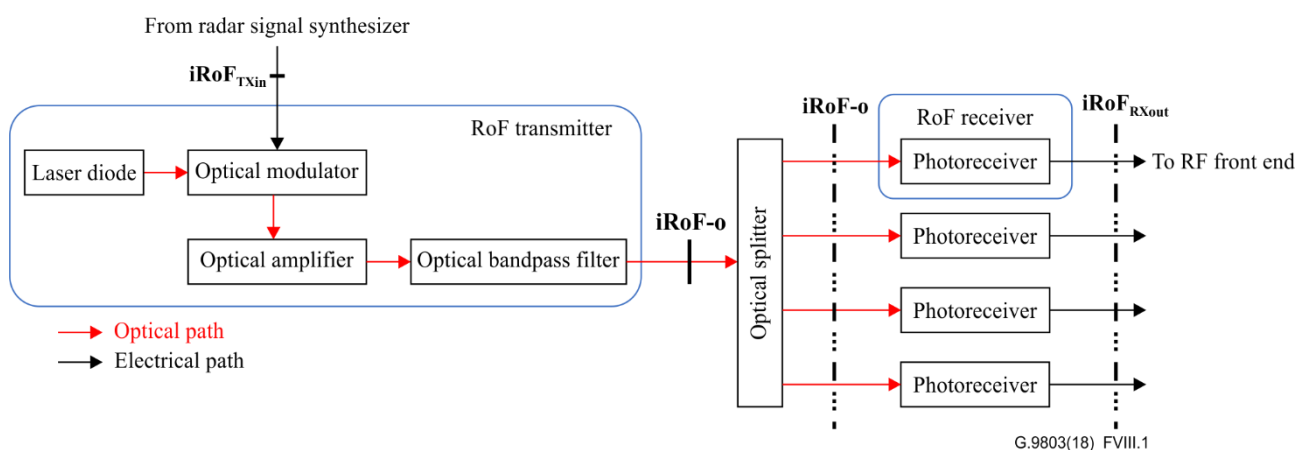 From radar signal synthesizer
iRoF_TXin
RoF transmitter
Laser diode
Optical modulator
Optical amplifier
Optical bandpass filter
iRoF-o
Optical path
Electrical path
Optical splitter
iRoF-o
RoF receiver
iRoF_RXout
Photoreceiver
To RF front end
Photoreceiver
Photoreceiver
Photoreceiver
G.9803(18)_FVIII.1